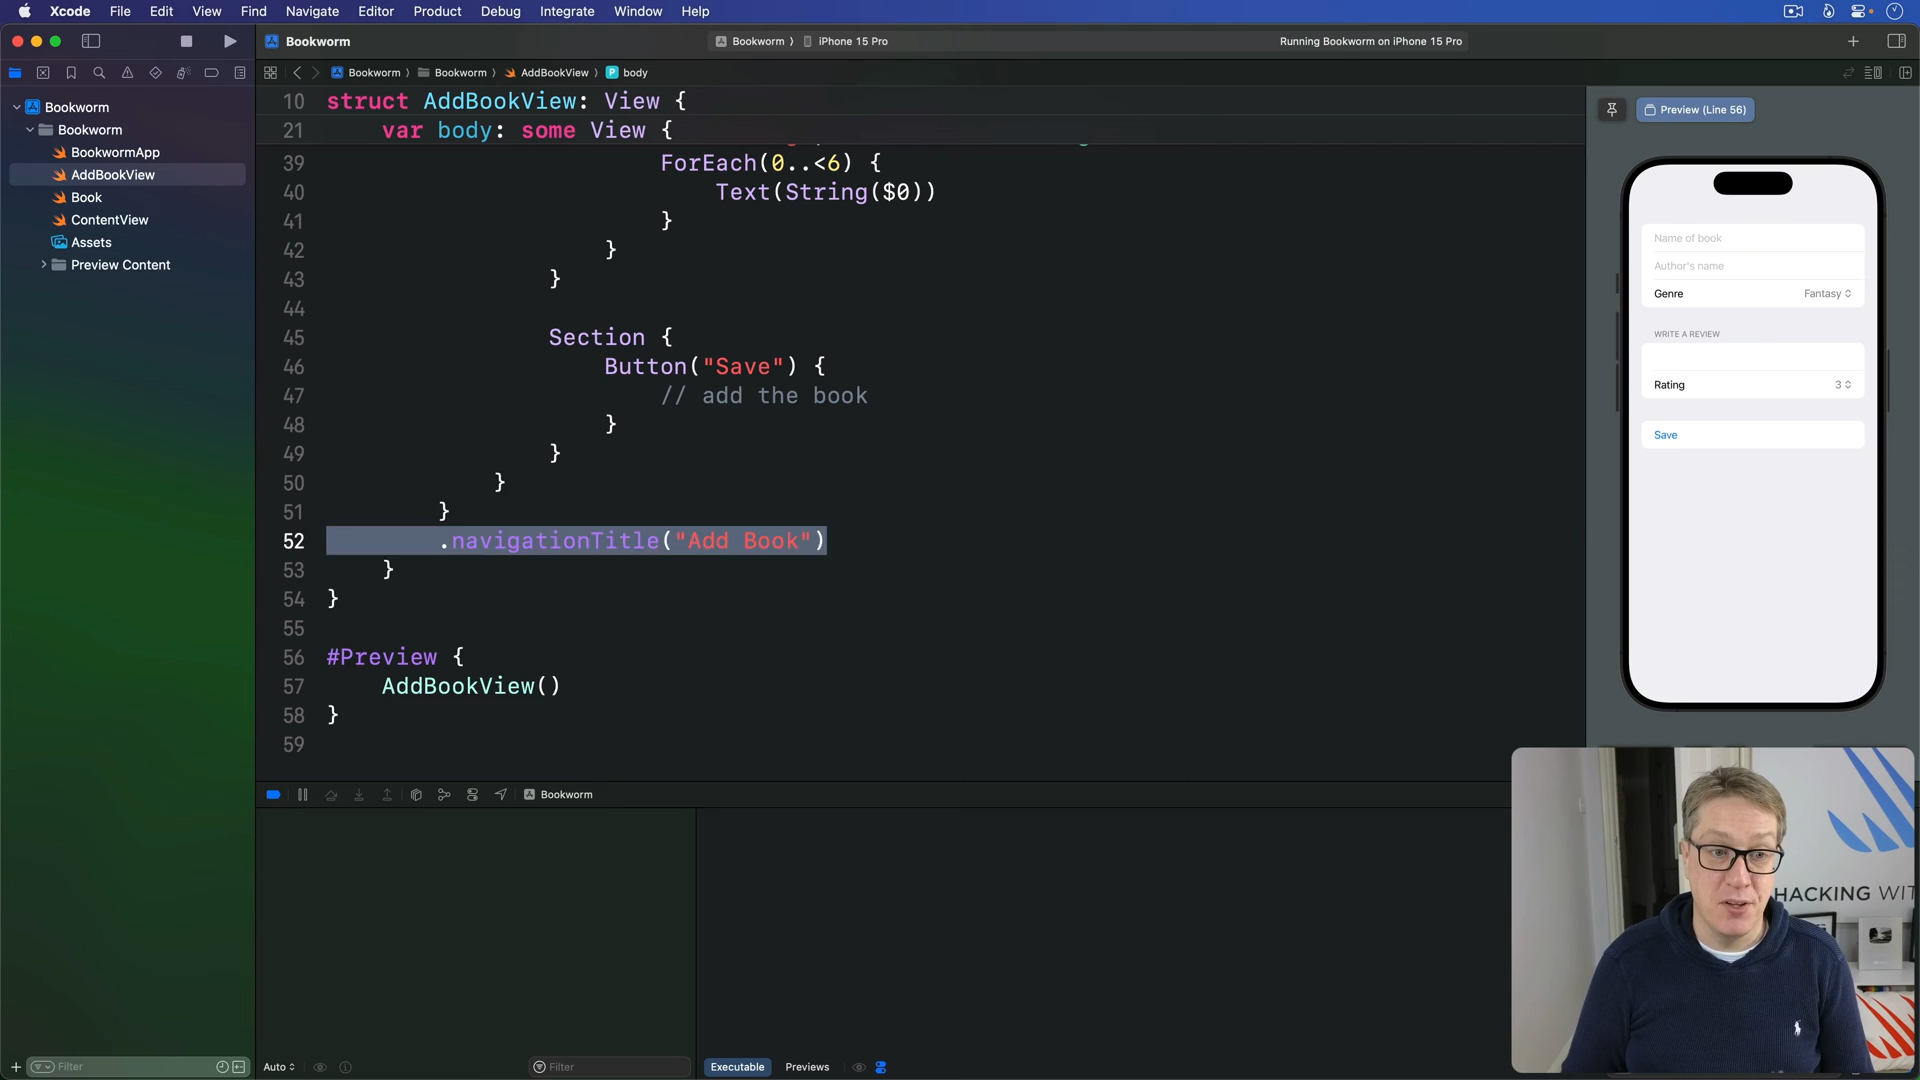 Xcode File Edit View Find Navigate Editor Product Debug Integrate Window Help
Bookworm
Bookworm iPhone 15 Pro
Running Bookworm on iPhone 15 Pro
Bookworm Bookworm AddBookView P body
Bookworm
Bookworm
BookwormApp
AddBookView
Book
ContentView
Assets
Preview Content
10 struct AddBookView: View {
21 var body: some View {
39 ForEach(0..<6) {
40 Text(String($0))
41 }
42 }
43 }
44
45 Section {
46 Button("Save") {
47 // add the book
48 }
49 }
50 }
51 }
52 .navigationTitle("Add Book")
53 }
54 }
55
56 #Preview {
57 AddBookView()
58 }
59
Preview (Line 56)
Name of book
Author's name
Genre Fantasy
WRITE A REVIEW
Rating 3
Save
Bookworm
HACKING WIT
Filter
Auto
Filter
Executable Previews